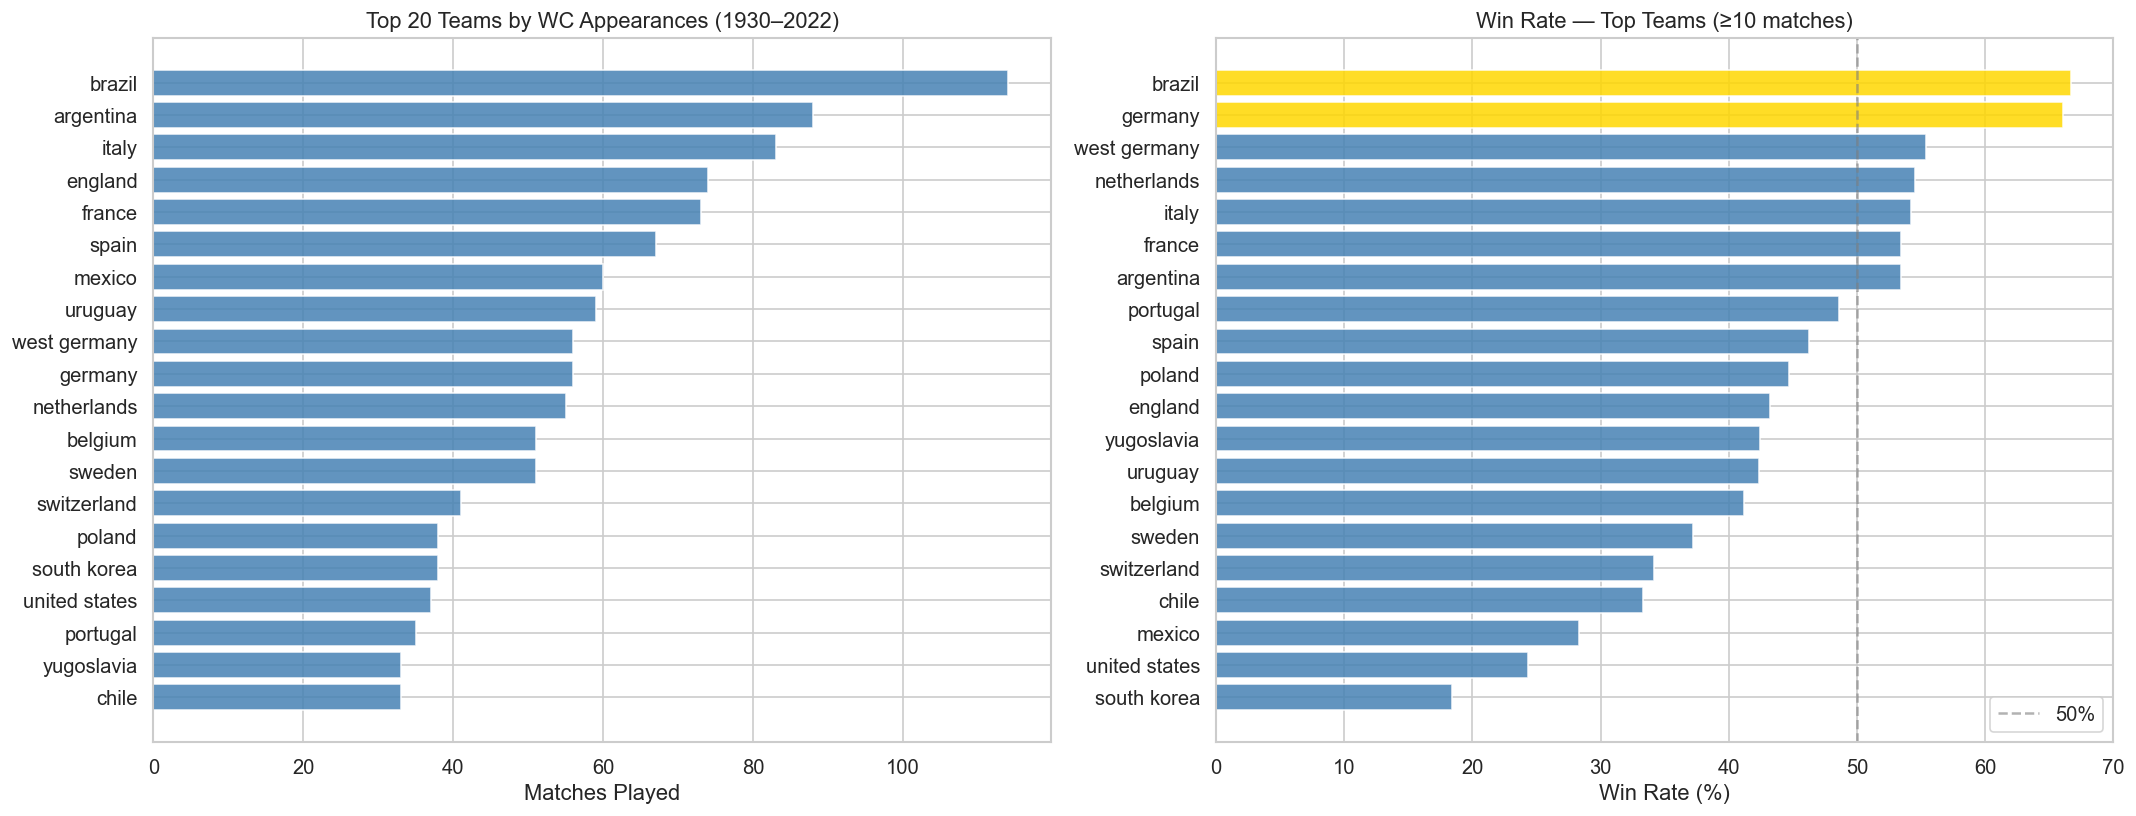 Top 20 Teams by WC Appearances (1930–2022)
brazil
argentina
italy
england
france
spain
mexico
uruguay
west germany
germany
netherlands
belgium
sweden
switzerland
poland
south korea
united states
portugal
yugoslavia
chile
0 20 40 60 80 100
Matches Played
Win Rate — Top Teams (≥10 matches)
brazil
germany
west germany
netherlands
italy
france
argentina
portugal
spain
poland
england
yugoslavia
uruguay
belgium
sweden
switzerland
chile
mexico
united states
south korea
50%
0 10 20 30 40 50 60 70
Win Rate (%)